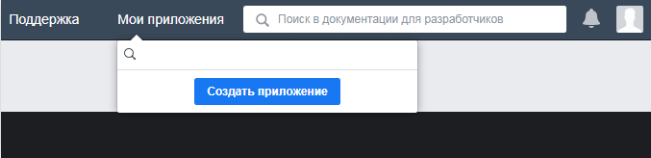 Поддержка Мои приложения Поиск в документации для разработчиков
Создать приложение